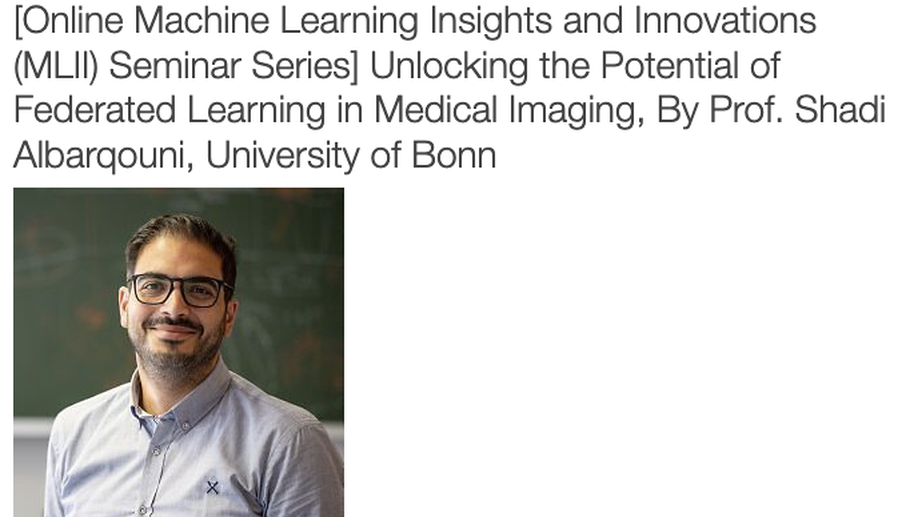 [Online Machine Learning Insights and Innovations
(MLII) Seminar Series] Unlocking the Potential of
Federated Learning in Medical Imaging, By Prof. Shadi
Albarqouni, University of Bonn